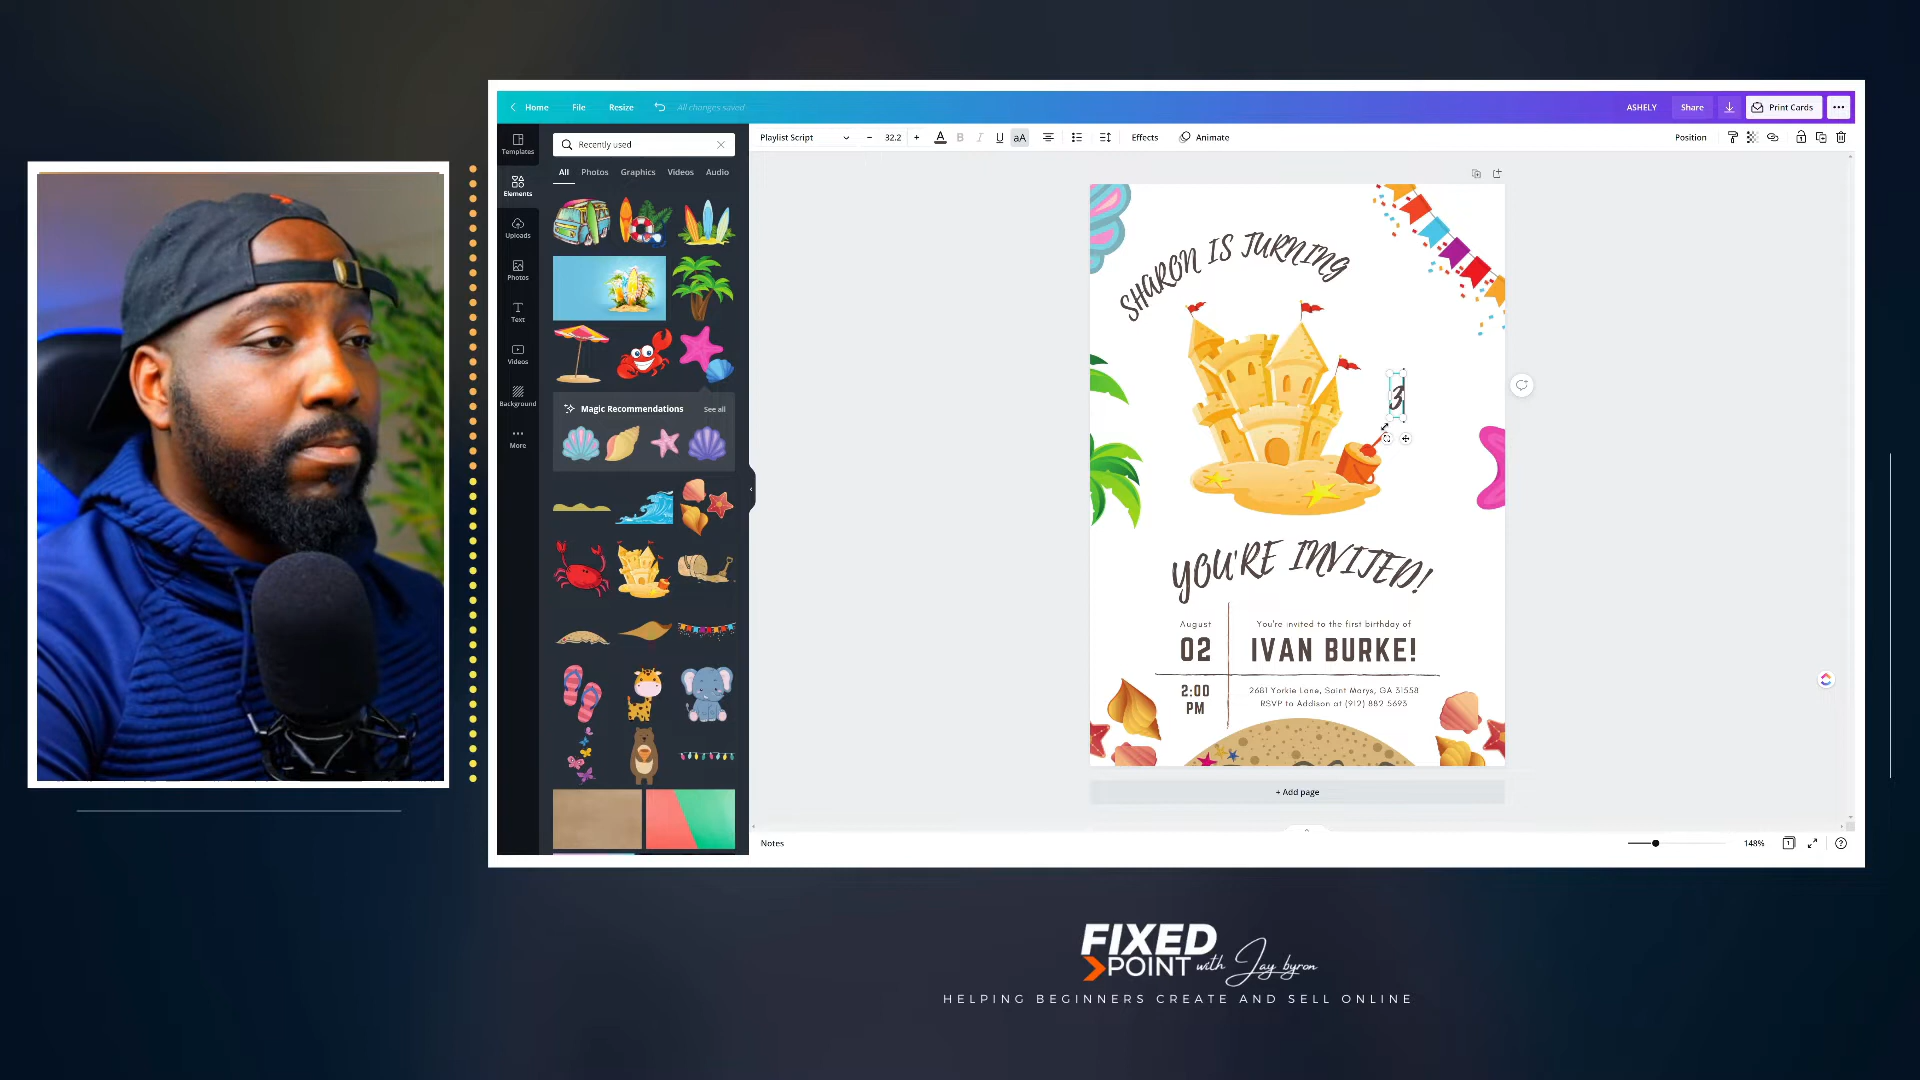 Home File Resize All changes saved ASHELY Share Print Cards
Templates
Elements
Uploads
Photos
Text
Videos
Background
More
Recently used
All Photos Graphics Videos Audio
Magic Recommendations See all
Playlist Script 32.2 A B I U aA Effects Animate Position
SHARON IS TURNING
3
YOU'RE INVITED!
August
02
2:00
PM
You're invited to the first birthday of
IVAN BURKE!
2681 Yorkie Lane, Saint Marys, GA 31558
RSVP to Addison at (912) 882 5693
+ Add page
Notes
148%
1
?
FIXED
POINT with Jay byron
HELPING BEGINNERS CREATE AND SELL ONLINE